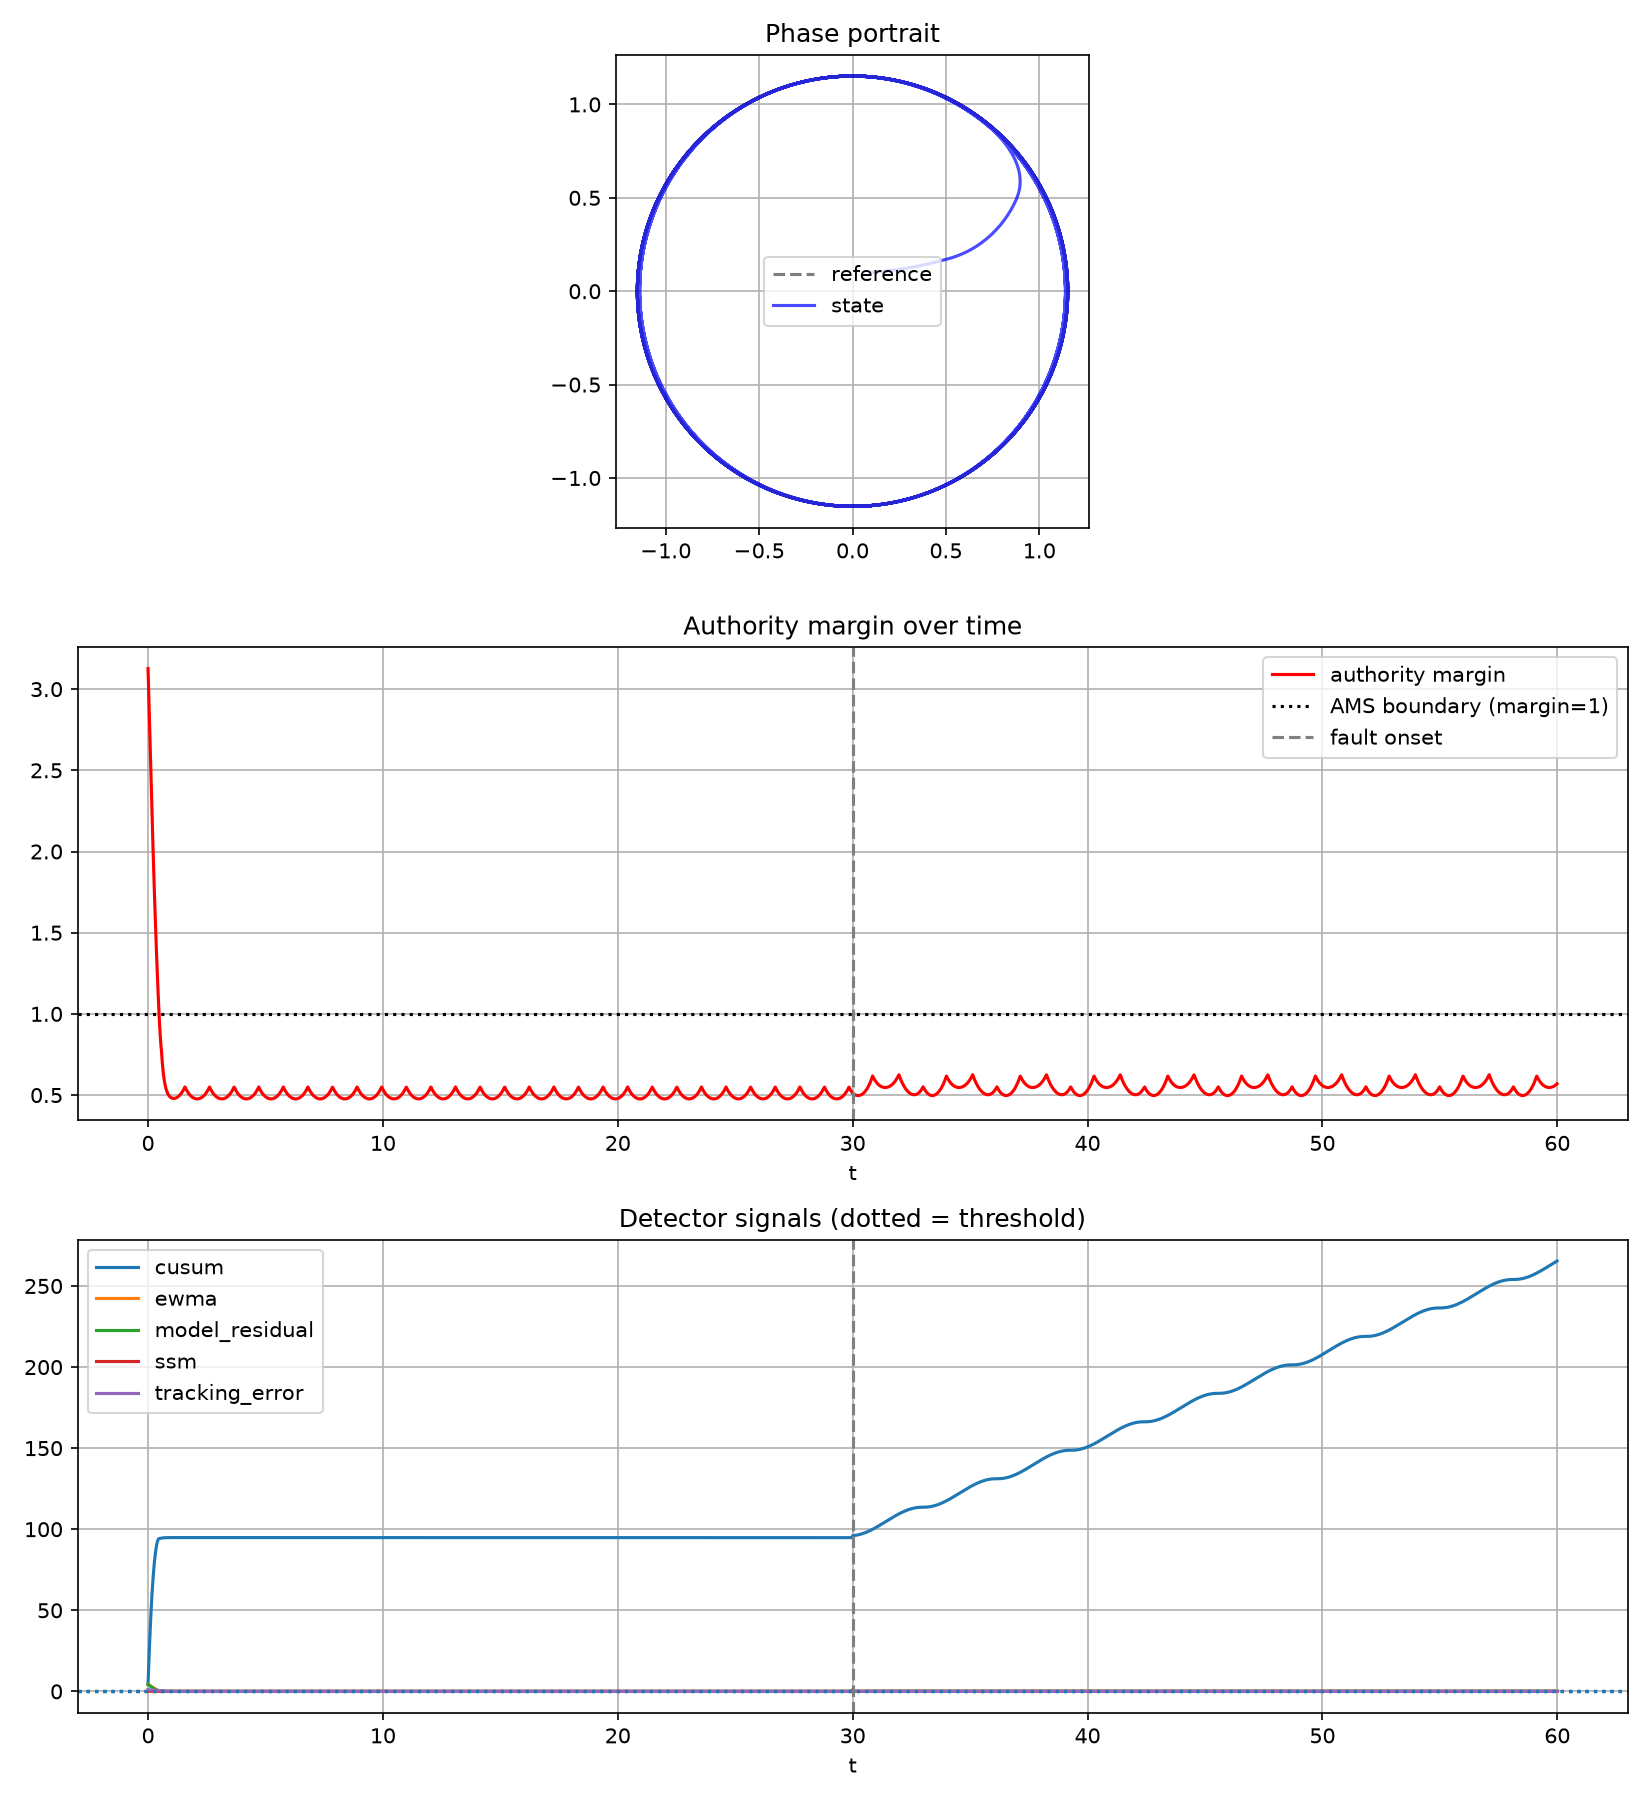 Phase portrait
1.0
0.5
0.0
−0.5
−1.0
reference
state
−1.0 −0.5 0.0 0.5 1.0
Authority margin over time
3.0
2.5
2.0
1.5
1.0
0.5
authority margin
AMS boundary (margin=1)
fault onset
0 10 20 30 40 50 60
t
Detector signals (dotted = threshold)
250
200
150
100
50
0
cusum
ewma
model_residual
ssm
tracking_error
0 10 20 30 40 50 60
t